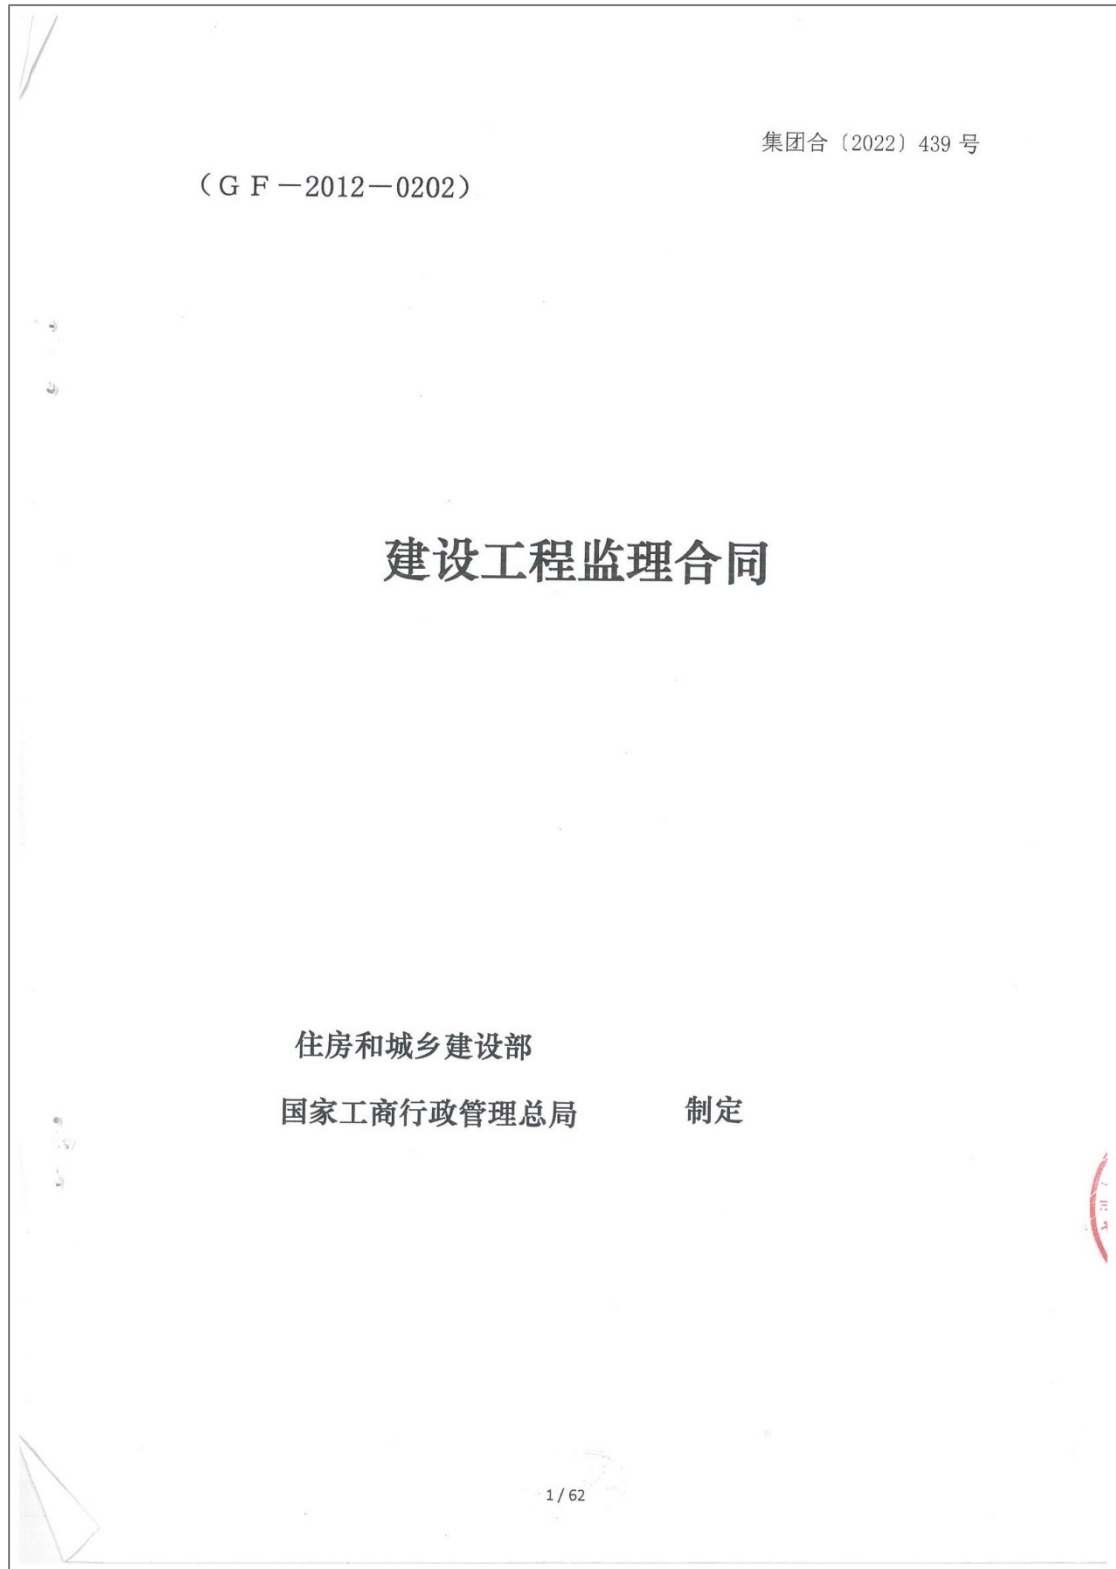 集团合〔2022〕439 号
（G F－2012－0202）
建设工程监理合同
住房和城乡建设部
国家工商行政管理总局 制定
1 / 62